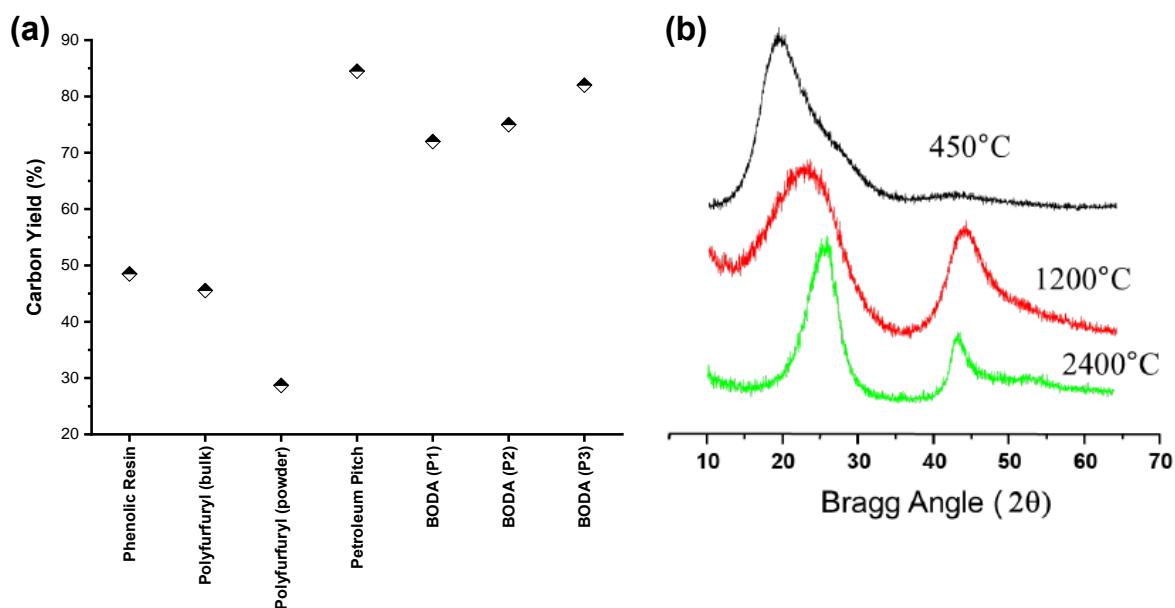 (a)
Carbon Yield (%)
90
80
70
60
50
40
30
20
Phenolic Resin
Polyfurfuryl (bulk)
Polyfurfuryl (powder)
Petroleum Pitch
BODA (P1)
BODA (P2)
BODA (P3)
(b)
450°C
1200°C
2400°C
10 20 30 40 50 60 70
Bragg Angle (2θ)